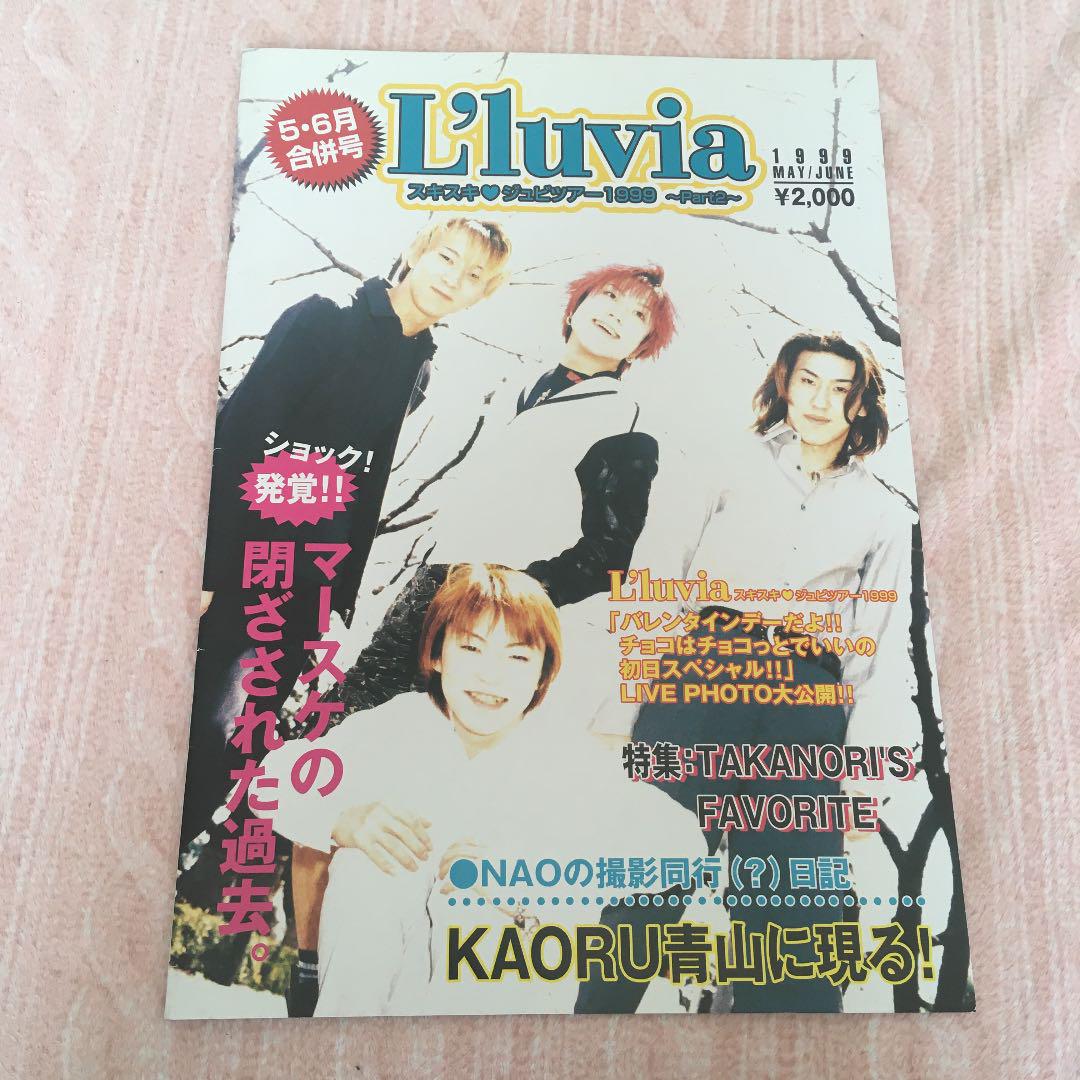 5・6月
合併号
L'luvia
スキスキ♥ジュピツアー1999 ~Part2~
1999
MAY/JUNE
¥2,000
ショック!
発覚!!
マースケの
閉ざされた過去。
L'luvia スキスキ♥ジュピツアー1999
「バレンタインデーだよ!!
チョコはチョコっとでいいの
初日スペシャル!!」
LIVE PHOTO大公開!!
特集:TAKANORI'S
FAVORITE
●NAOの撮影同行(?)日記
KAORU青山に現る!